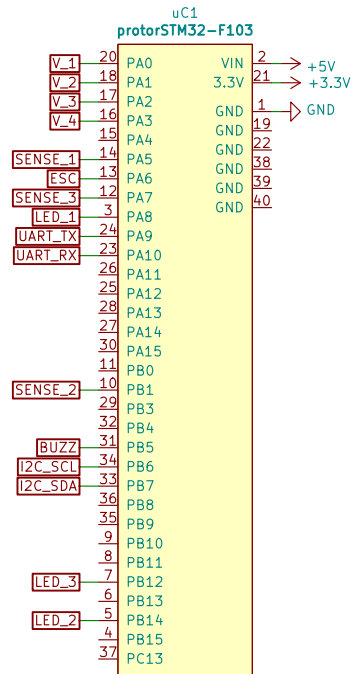 uC1
protorSTM32-F103
V_1 20 PA0 VIN 2 +5V
V_2 18 PA1 3.3V 21 +3.3V
V_3 17 PA2
V_4 16 PA3 GND 1 GND
15 PA4 GND 19
SENSE_1 14 PA5 GND 22
ESC 13 PA6 GND 38
SENSE_3 12 PA7 GND 39
LED_1 3 PA8 GND 40
UART_TX 24 PA9
UART_RX 23 PA10
26 PA11
25 PA12
28 PA13
27 PA14
30 PA15
11 PB0
SENSE_2 10 PB1
29 PB3
32 PB4
BUZZ 31 PB5
I2C_SCL 34 PB6
I2C_SDA 33 PB7
36 PB8
35 PB9
9 PB10
8 PB11
LED_3 7 PB12
6 PB13
LED_2 5 PB14
4 PB15
37 PC13